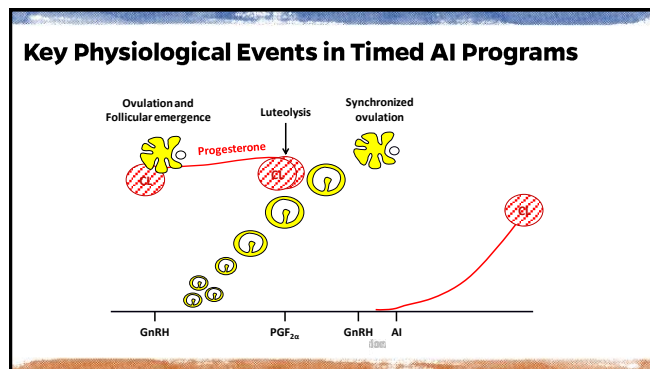 Key Physiological Events in Timed AI Programs
Ovulation and
Follicular emergence
Luteolysis
Synchronized
ovulation
Progesterone
CL
CL
CL
GnRH
PGF2α
GnRH
AI